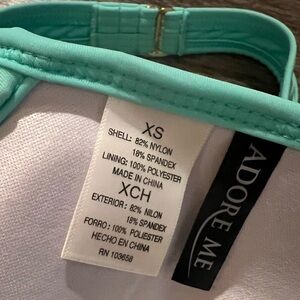 XS
SHELL: 82% NYLON
18% SPANDEX
LINING: 100% POLYESTER
MADE IN CHINA
XCH
EXTERIOR: 82% NILON
18% SPANDEX
FORRO: 100% POLIESTER
HECHO EN CHINA
RN 103658
ADORE ME